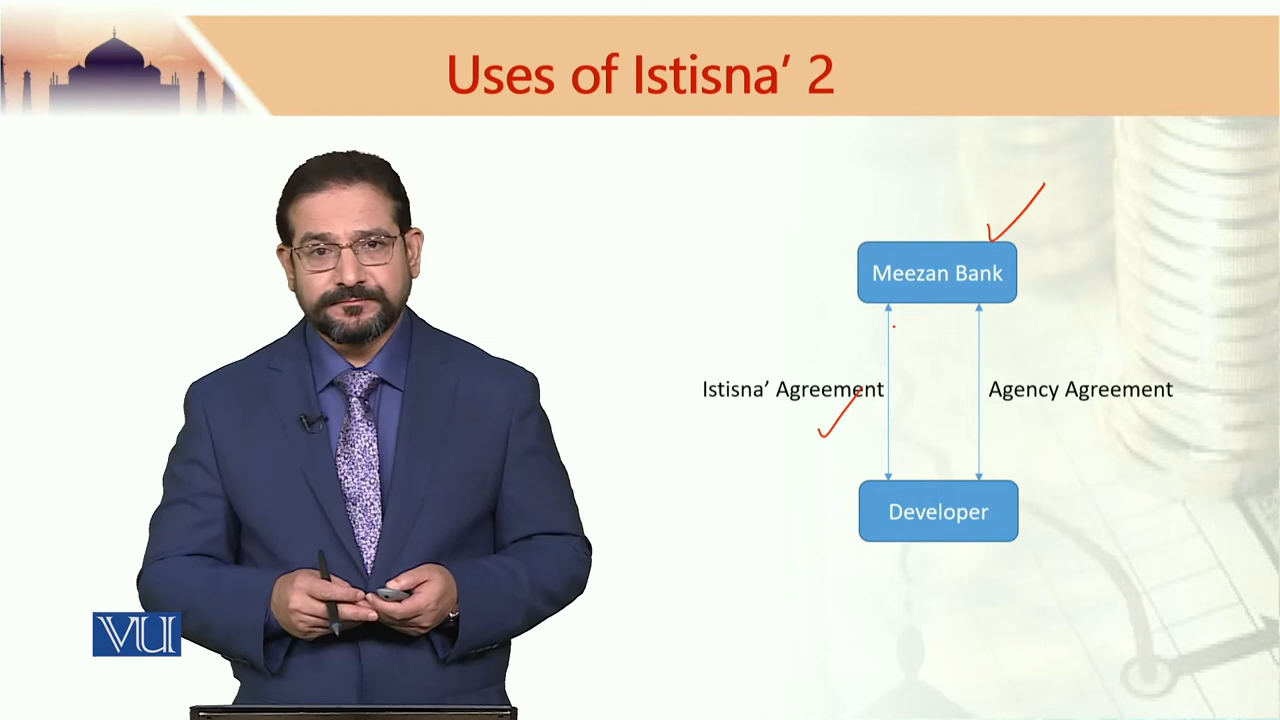 Uses of Istisna’ 2
Meezan Bank
Istisna’ Agreement
Agency Agreement
Developer
VU